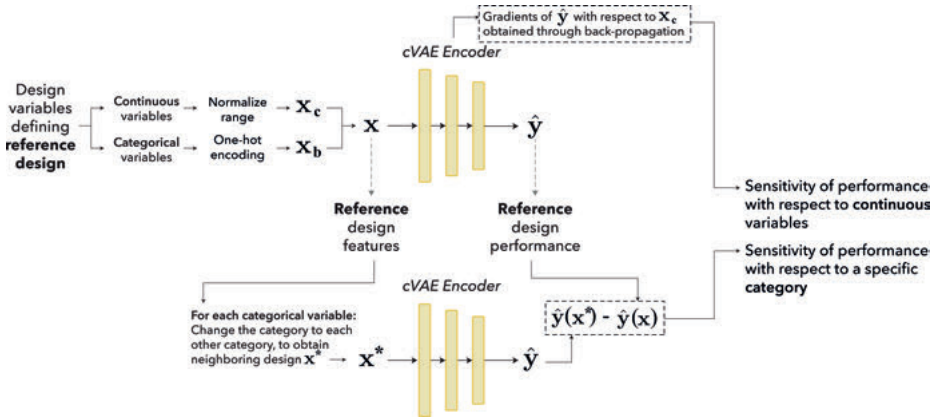 Gradients of ŷ with respect to x_c
obtained through back-propagation
cVAE Encoder
Design
variables
defining
reference
design
Continuous
variables
Normalize
range
x_c
Categorical
variables
One-hot
encoding
x_b
x
ŷ
Reference
design
features
Reference
design
performance
Sensitivity of performance
with respect to continuous
variables
Sensitivity of performance
with respect to a specific
category
cVAE Encoder
For each categorical variable:
Change the category to each
other category, to obtain
neighboring design x*
x*
ŷ
ŷ(x*) - ŷ(x)